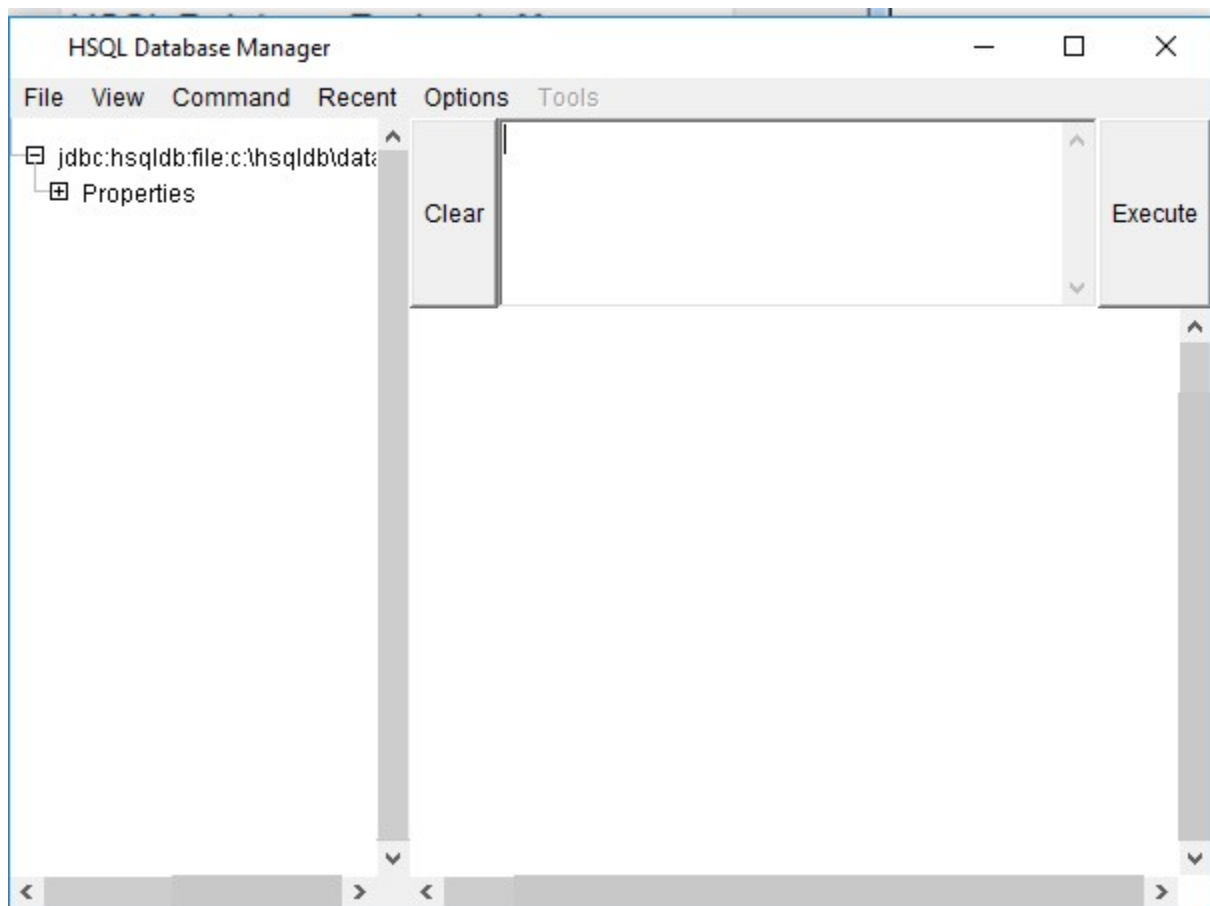 HSQL Database Manager
File View Command Recent Options Tools
jdbc:hsqldb:file:c:\hsqldb\data
Properties
Clear
Execute